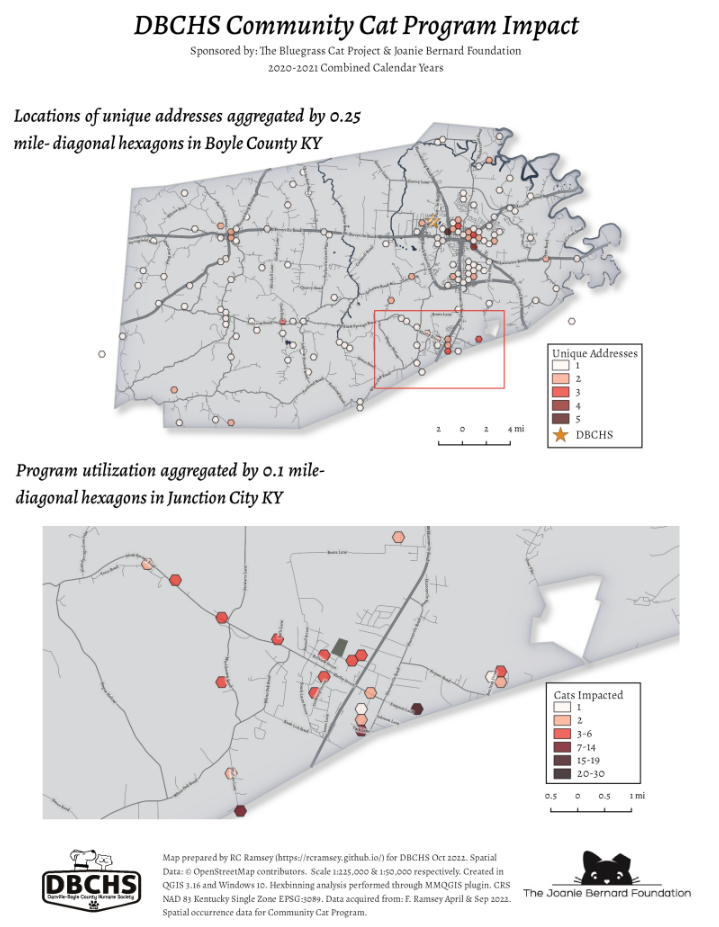 DBCHS Community Cat Program Impact
Sponsored by: The Bluegrass Cat Project & Joanie Bernard Foundation
2020-2021 Combined Calendar Years
Locations of unique addresses aggregated by 0.25
mile- diagonal hexagons in Boyle County KY
Unique Addresses
1
2
3
4
5
DBCHS
2 0 2 4 mi
Program utilization aggregated by 0.1 mile-
diagonal hexagons in Junction City KY
Cats Impacted
1
2
3-6
7-14
15-19
20-30
0.5 0 0.5 1 mi
DBCHS
Danville-Boyle County Humane Society
Map prepared by RC Ramsey (https://rcramsey.github.io/) for DBCHS Oct 2022. Spatial
Data: © OpenStreetMap contributors. Scale 1:225,000 & 1:50,000 respectively. Created in
QGIS 3.16 and Windows 10. Hexbinning analysis performed through MMQGIS plugin. CRS
NAD 83 Kentucky Single Zone EPSG:3089. Data acquired from: F. Ramsey April & Sep 2022.
Spatial occurrence data for Community Cat Program.
The Joanie Bernard Foundation